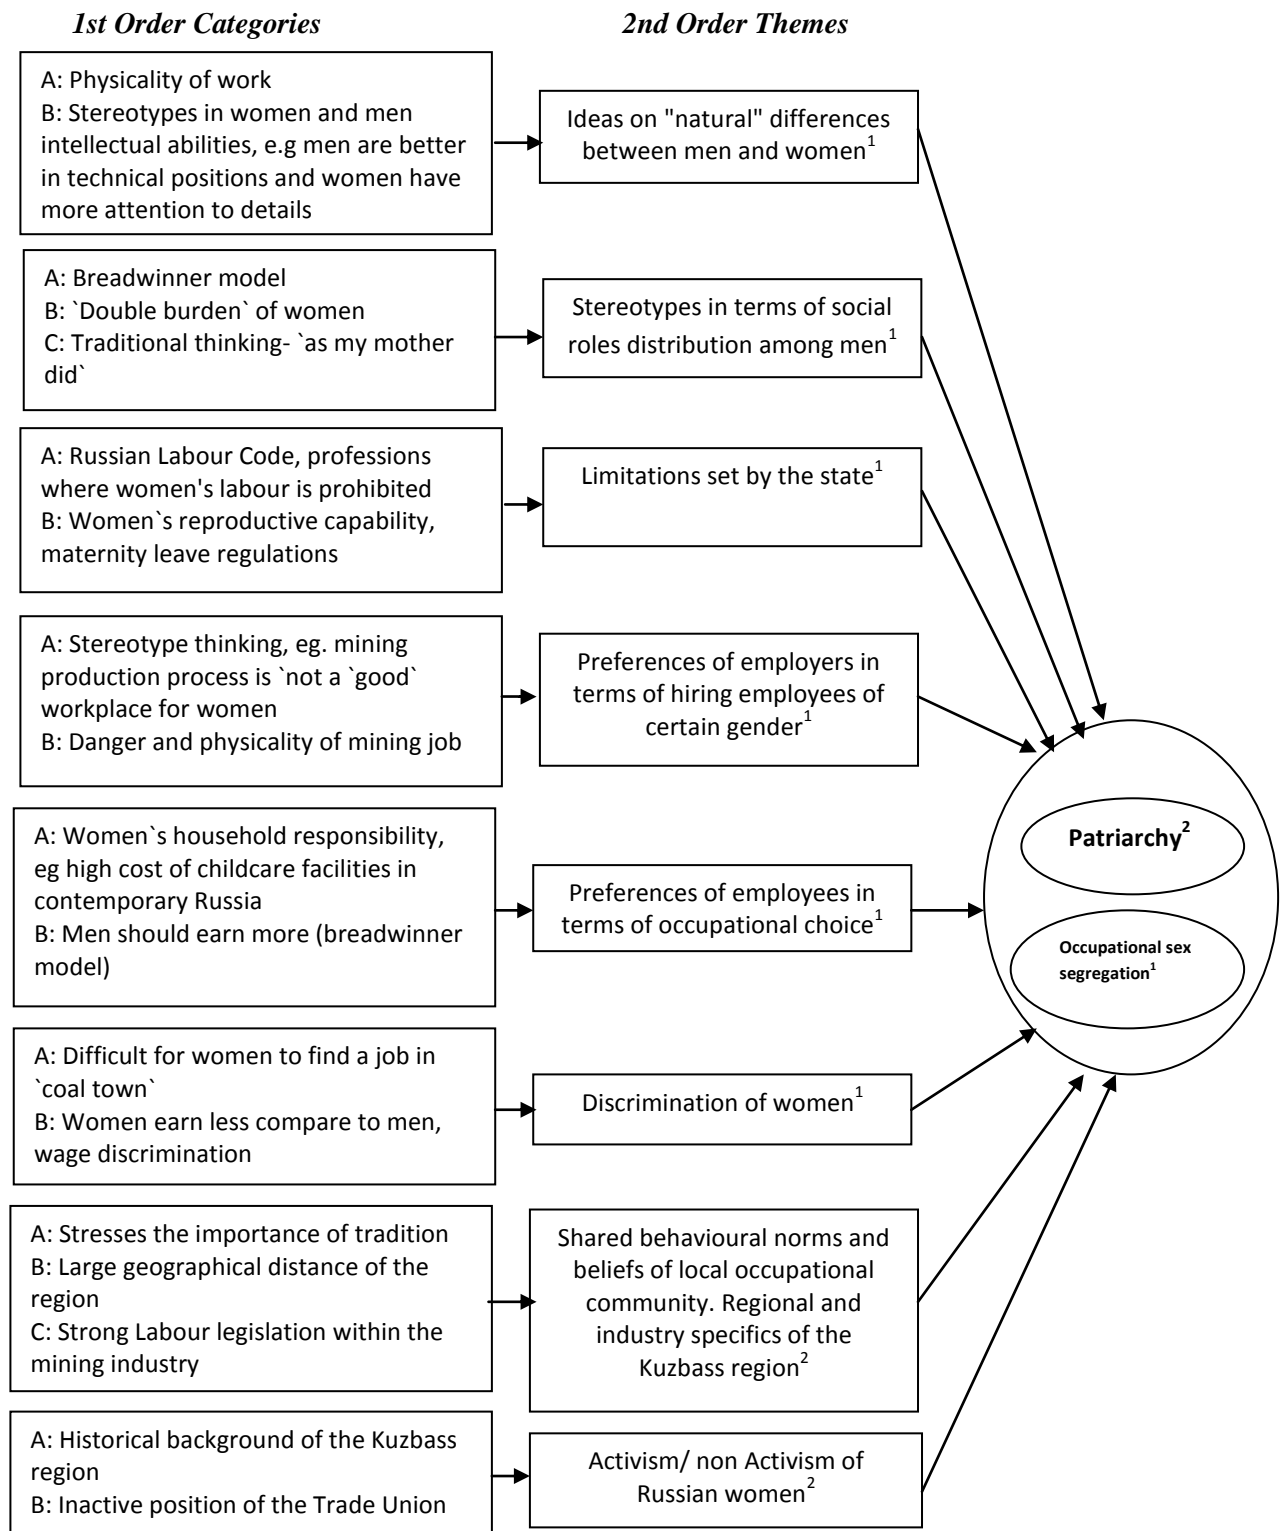 1st Order Categories
2nd Order Themes
A: Physicality of work
B: Stereotypes in women and men
intellectual abilities, e.g men are better
in technical positions and women have
more attention to details
Ideas on "natural" differences
between men and women¹
A: Breadwinner model
B: `Double burden` of women
C: Traditional thinking- `as my mother
did`
Stereotypes in terms of social
roles distribution among men¹
A: Russian Labour Code, professions
where women's labour is prohibited
B: Women`s reproductive capability,
maternity leave regulations
Limitations set by the state¹
A: Stereotype thinking, eg. mining
production process is `not a `good`
workplace for women
B: Danger and physicality of mining job
Preferences of employers in
terms of hiring employees of
certain gender¹
A: Women`s household responsibility,
eg high cost of childcare facilities in
contemporary Russia
B: Men should earn more (breadwinner
model)
Preferences of employees in
terms of occupational choice¹
Patriarchy²
Occupational sex
segregation¹
A: Difficult for women to find a job in
`coal town`
B: Women earn less compare to men,
wage discrimination
Discrimination of women¹
A: Stresses the importance of tradition
B: Large geographical distance of the
region
C: Strong Labour legislation within the
mining industry
Shared behavioural norms and
beliefs of local occupational
community. Regional and
industry specifics of the
Kuzbass region²
A: Historical background of the Kuzbass
region
B: Inactive position of the Trade Union
Activism/ non Activism of
Russian women²